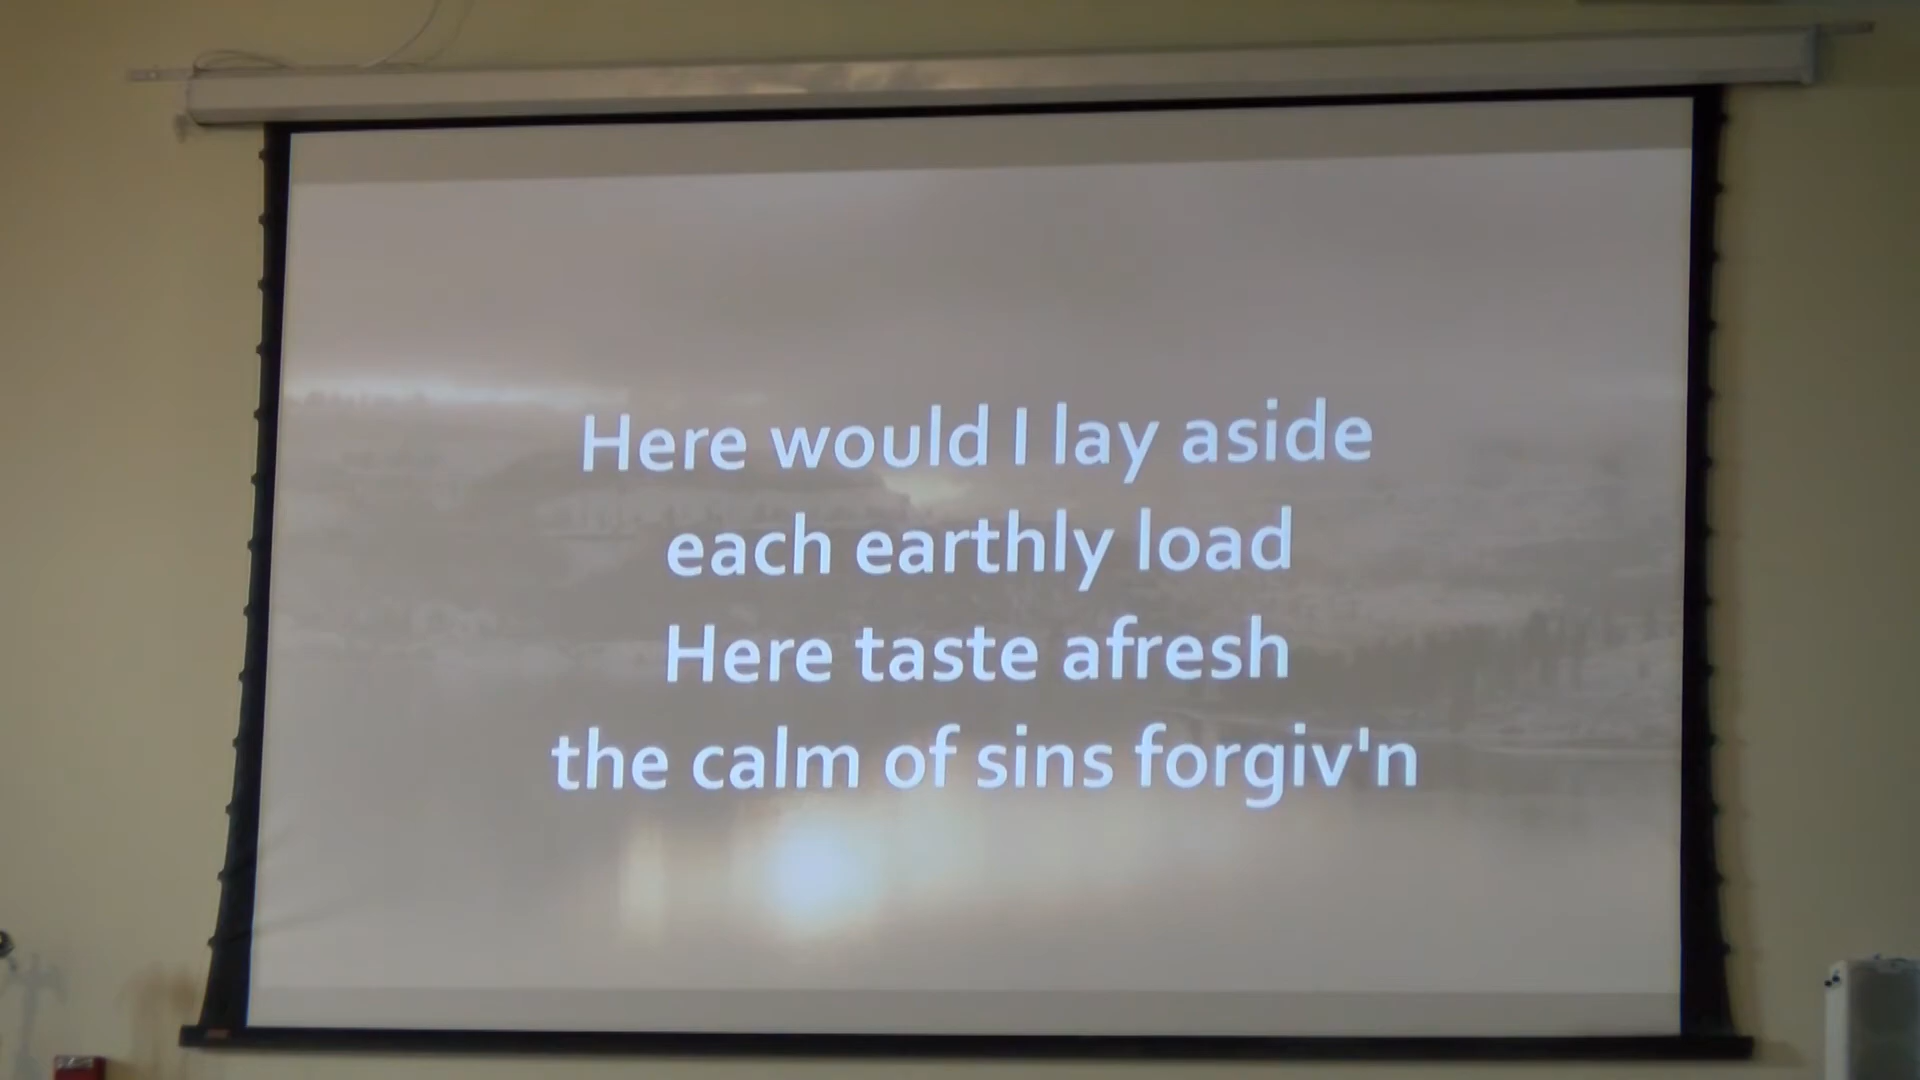 Here would I lay aside
each earthly load
Here taste afresh
the calm of sins forgiv'n